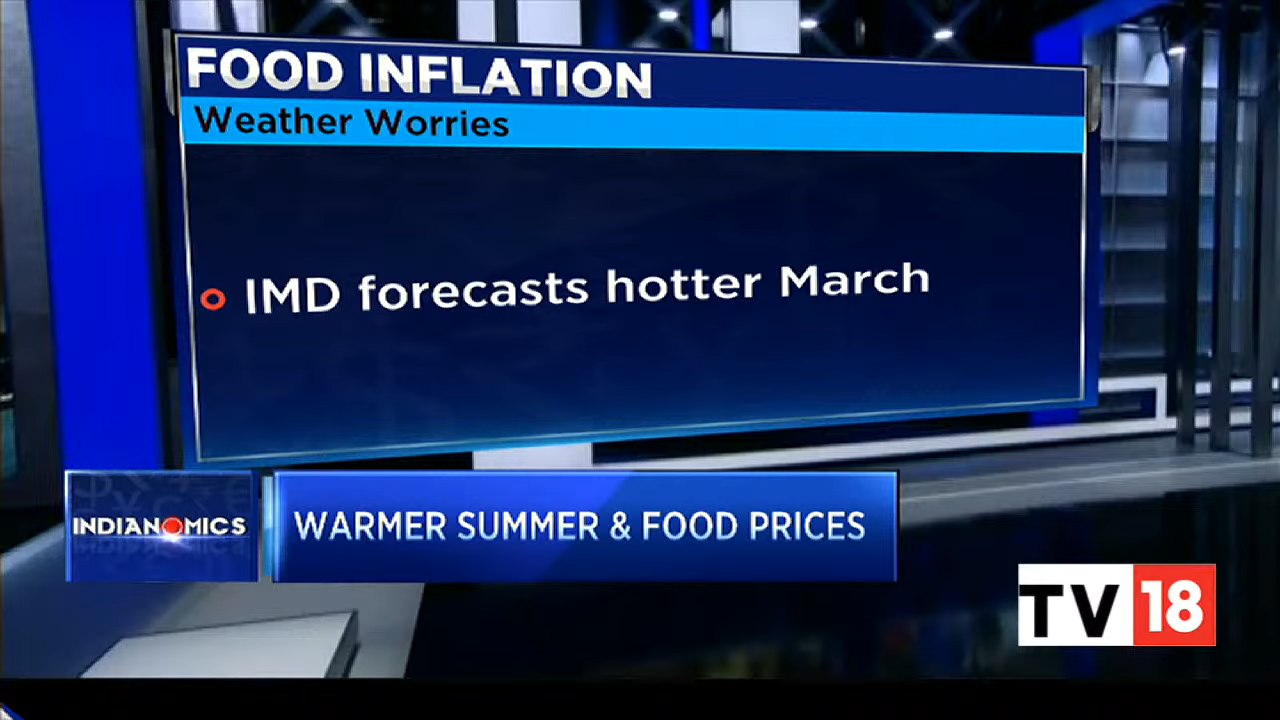 FOOD INFLATION
Weather Worries
IMD forecasts hotter March
INDIANOMICS
WARMER SUMMER & FOOD PRICES
TV18